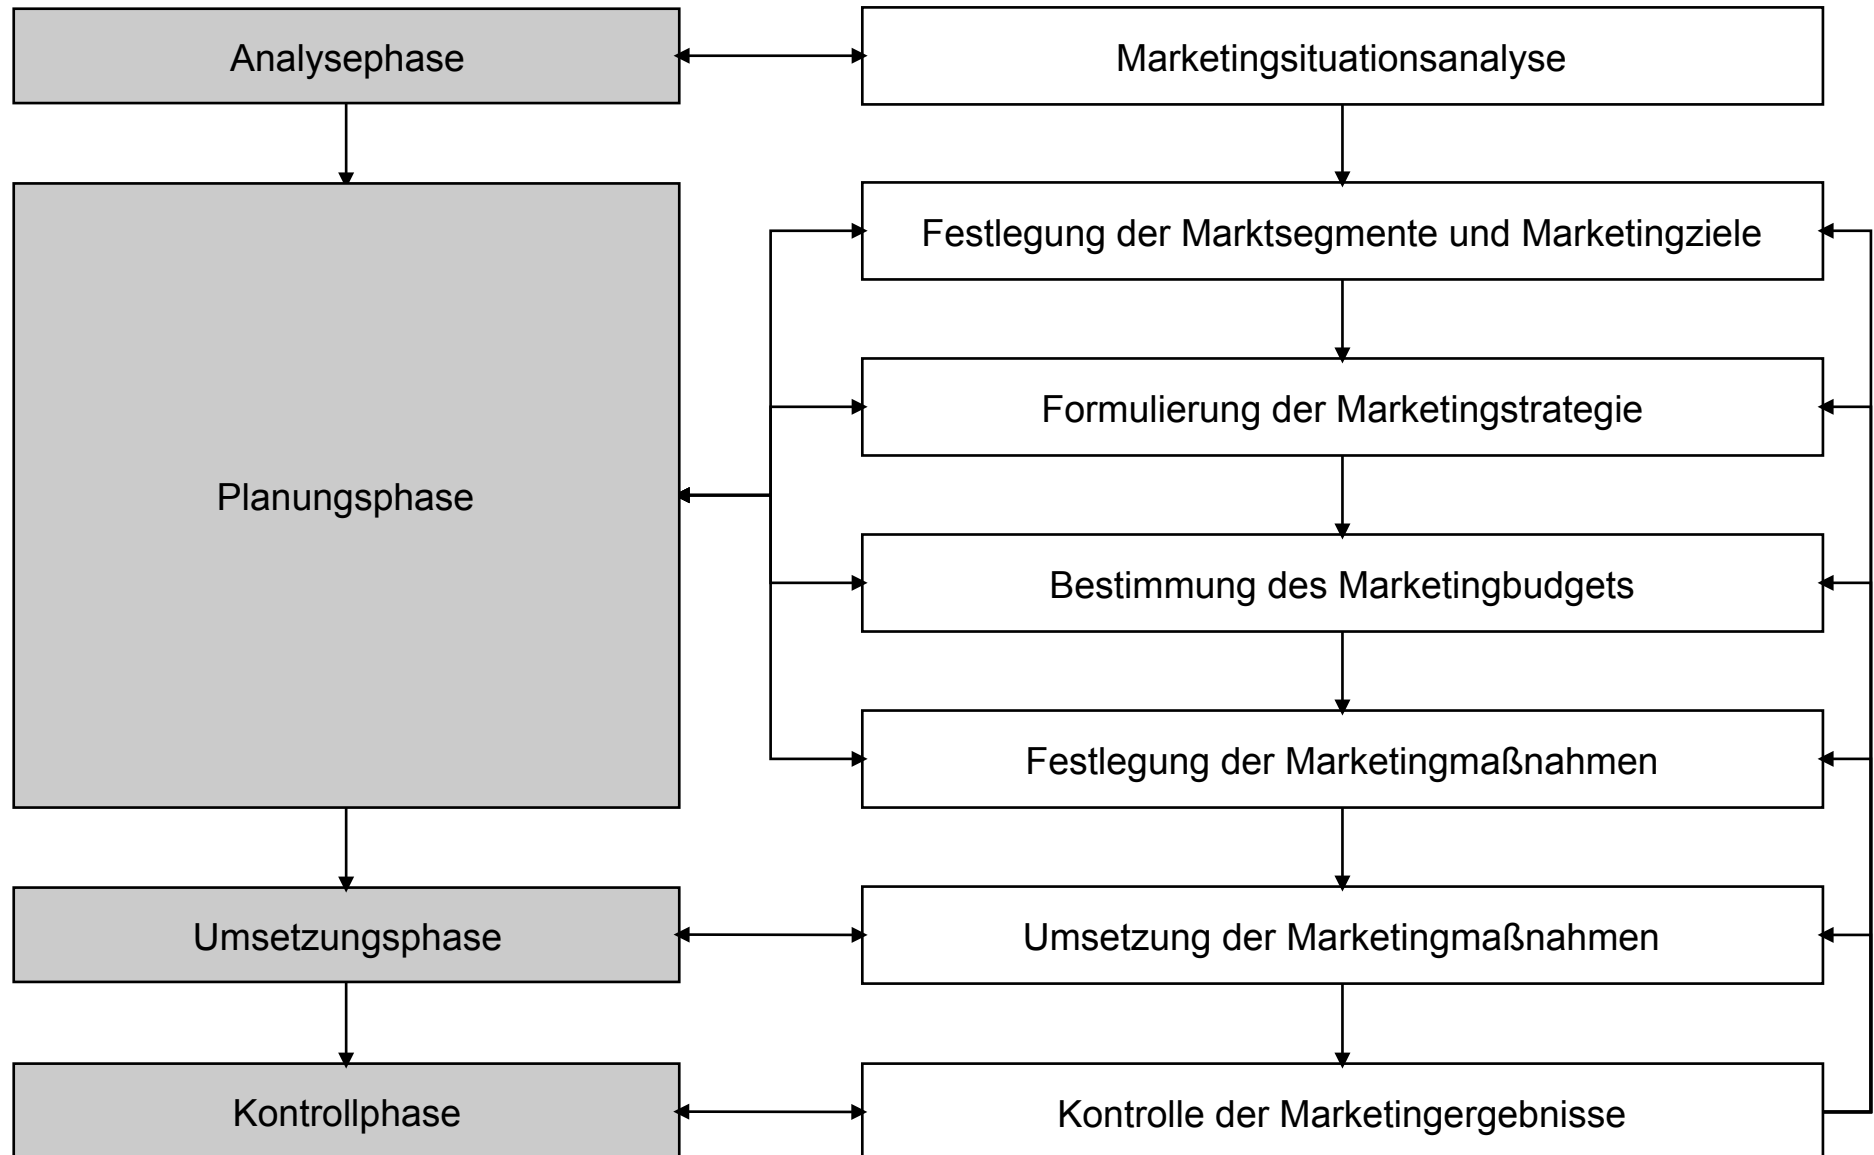 Analysephase
Marketingsituationsanalyse
Festlegung der Marktsegmente und Marketingziele
Formulierung der Marketingstrategie
Planungsphase
Bestimmung des Marketingbudgets
Festlegung der Marketingmaßnahmen
Umsetzungsphase
Umsetzung der Marketingmaßnahmen
Kontrollphase
Kontrolle der Marketingergebnisse